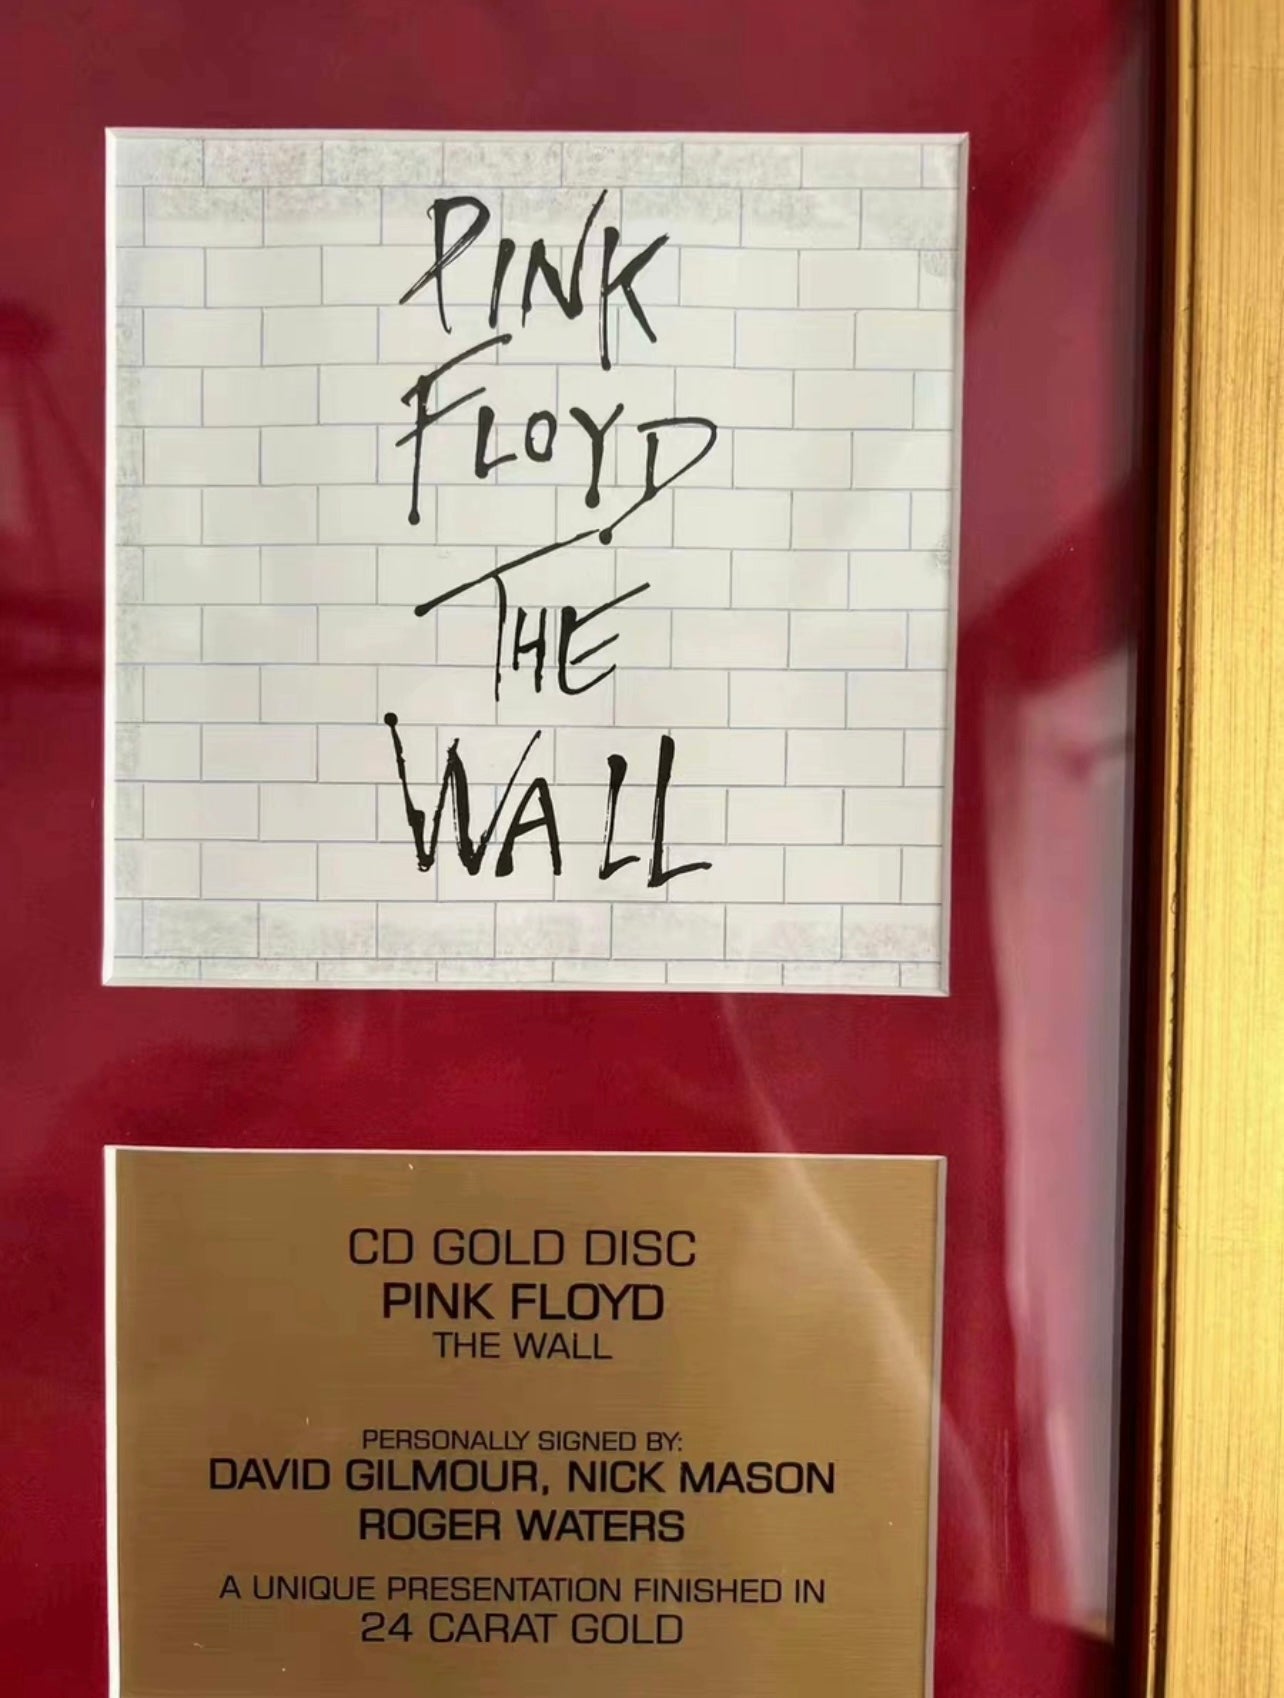 PINK
FLOYD
THE
WALL
CD GOLD DISC
PINK FLOYD
THE WALL
PERSONALLY SIGNED BY:
DAVID GILMOUR, NICK MASON
ROGER WATERS
A UNIQUE PRESENTATION FINISHED IN
24 CARAT GOLD